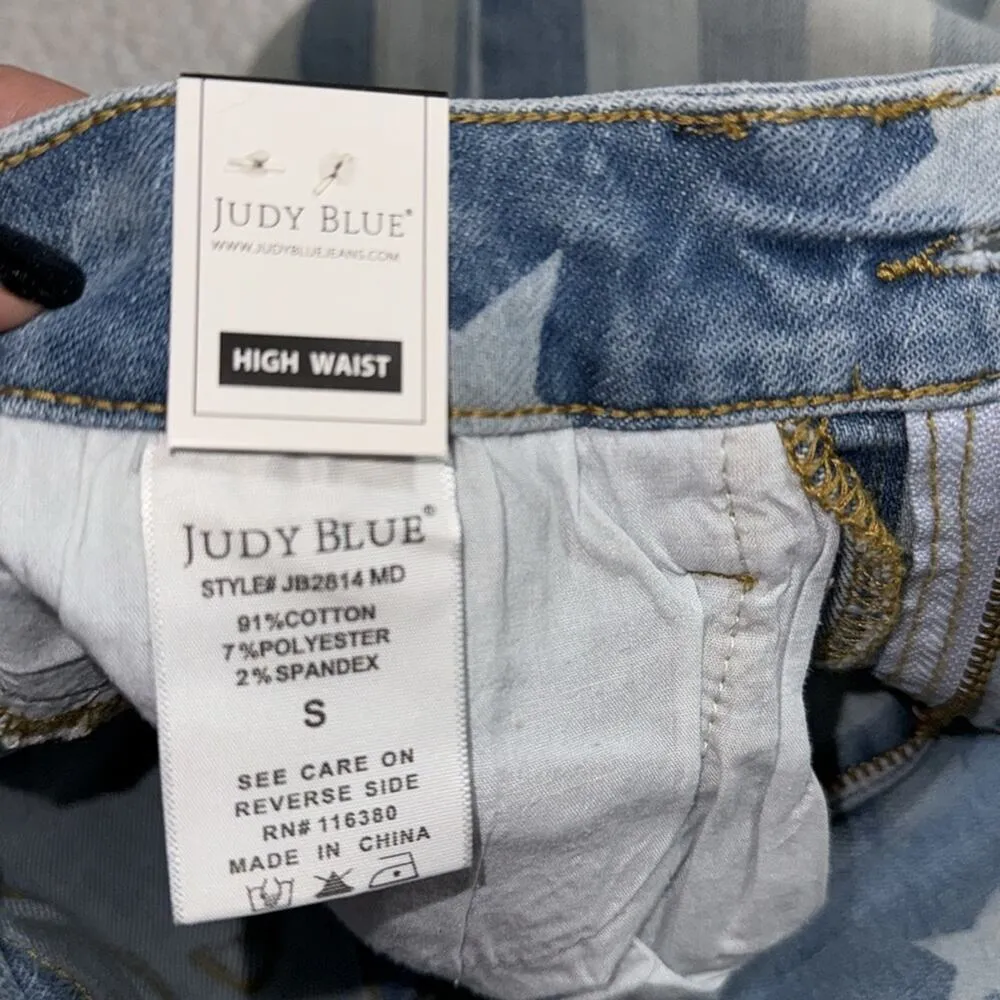 JUDY BLUE®
WWW.JUDYBLUEJEANS.COM
HIGH WAIST
JUDY BLUE®
STYLE# JB2814 MD
91%COTTON
7%POLYESTER
2%SPANDEX
S
SEE CARE ON
REVERSE SIDE
RN# 116380
MADE IN CHINA